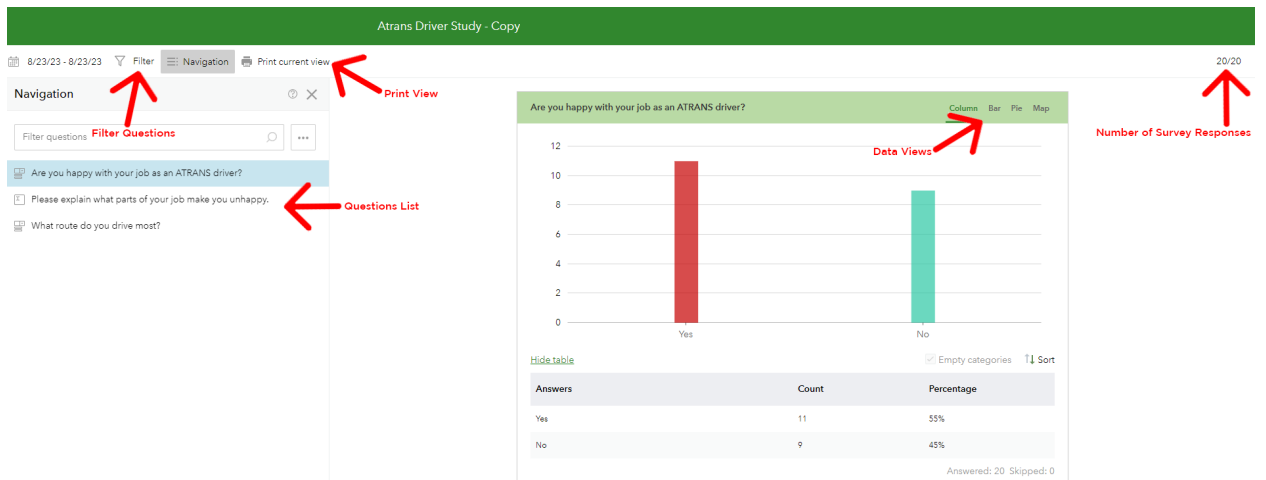 Atrans Driver Study - Copy
8/23/23 - 8/23/23 Filter Navigation Print current view 20/20
Print View
Filter Questions
Number of Survey Responses
Navigation
Filter questions
Are you happy with your job as an ATRANS driver?
Please explain what parts of your job make you unhappy.
What route do you drive most?
Questions List
Are you happy with your job as an ATRANS driver? Column Bar Pie Map
Data Views
12
10
8
6
4
2
0
Yes No
Hide table Empty categories Sort
Answers Count Percentage
Yes 11 55%
No 9 45%
Answered: 20 Skipped: 0